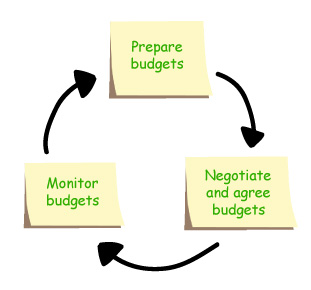 Prepare
budgets
Negotiate
and agree
budgets
Monitor
budgets